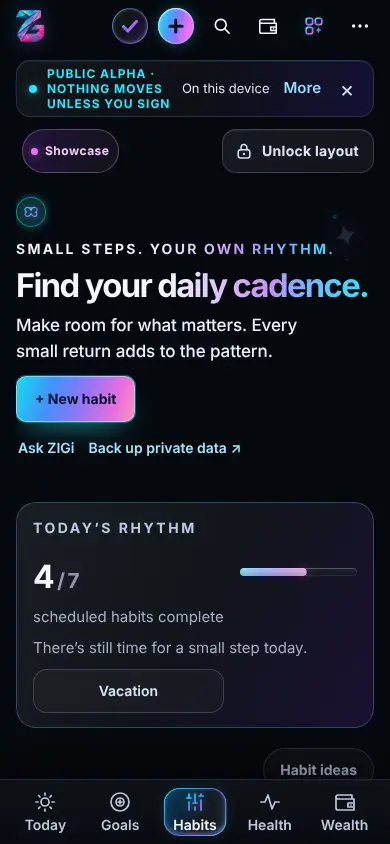 PUBLIC ALPHA ·
NOTHING MOVES
UNLESS YOU SIGN
On this device
More
Showcase
Unlock layout
SMALL STEPS. YOUR OWN RHYTHM.
Find your daily cadence.
Make room for what matters. Every
small return adds to the pattern.
+ New habit
Ask ZIGi
Back up private data ↗
TODAY’S RHYTHM
4/7
scheduled habits complete
There’s still time for a small step today.
Vacation
Habit ideas
Today
Goals
Habits
Health
Wealth